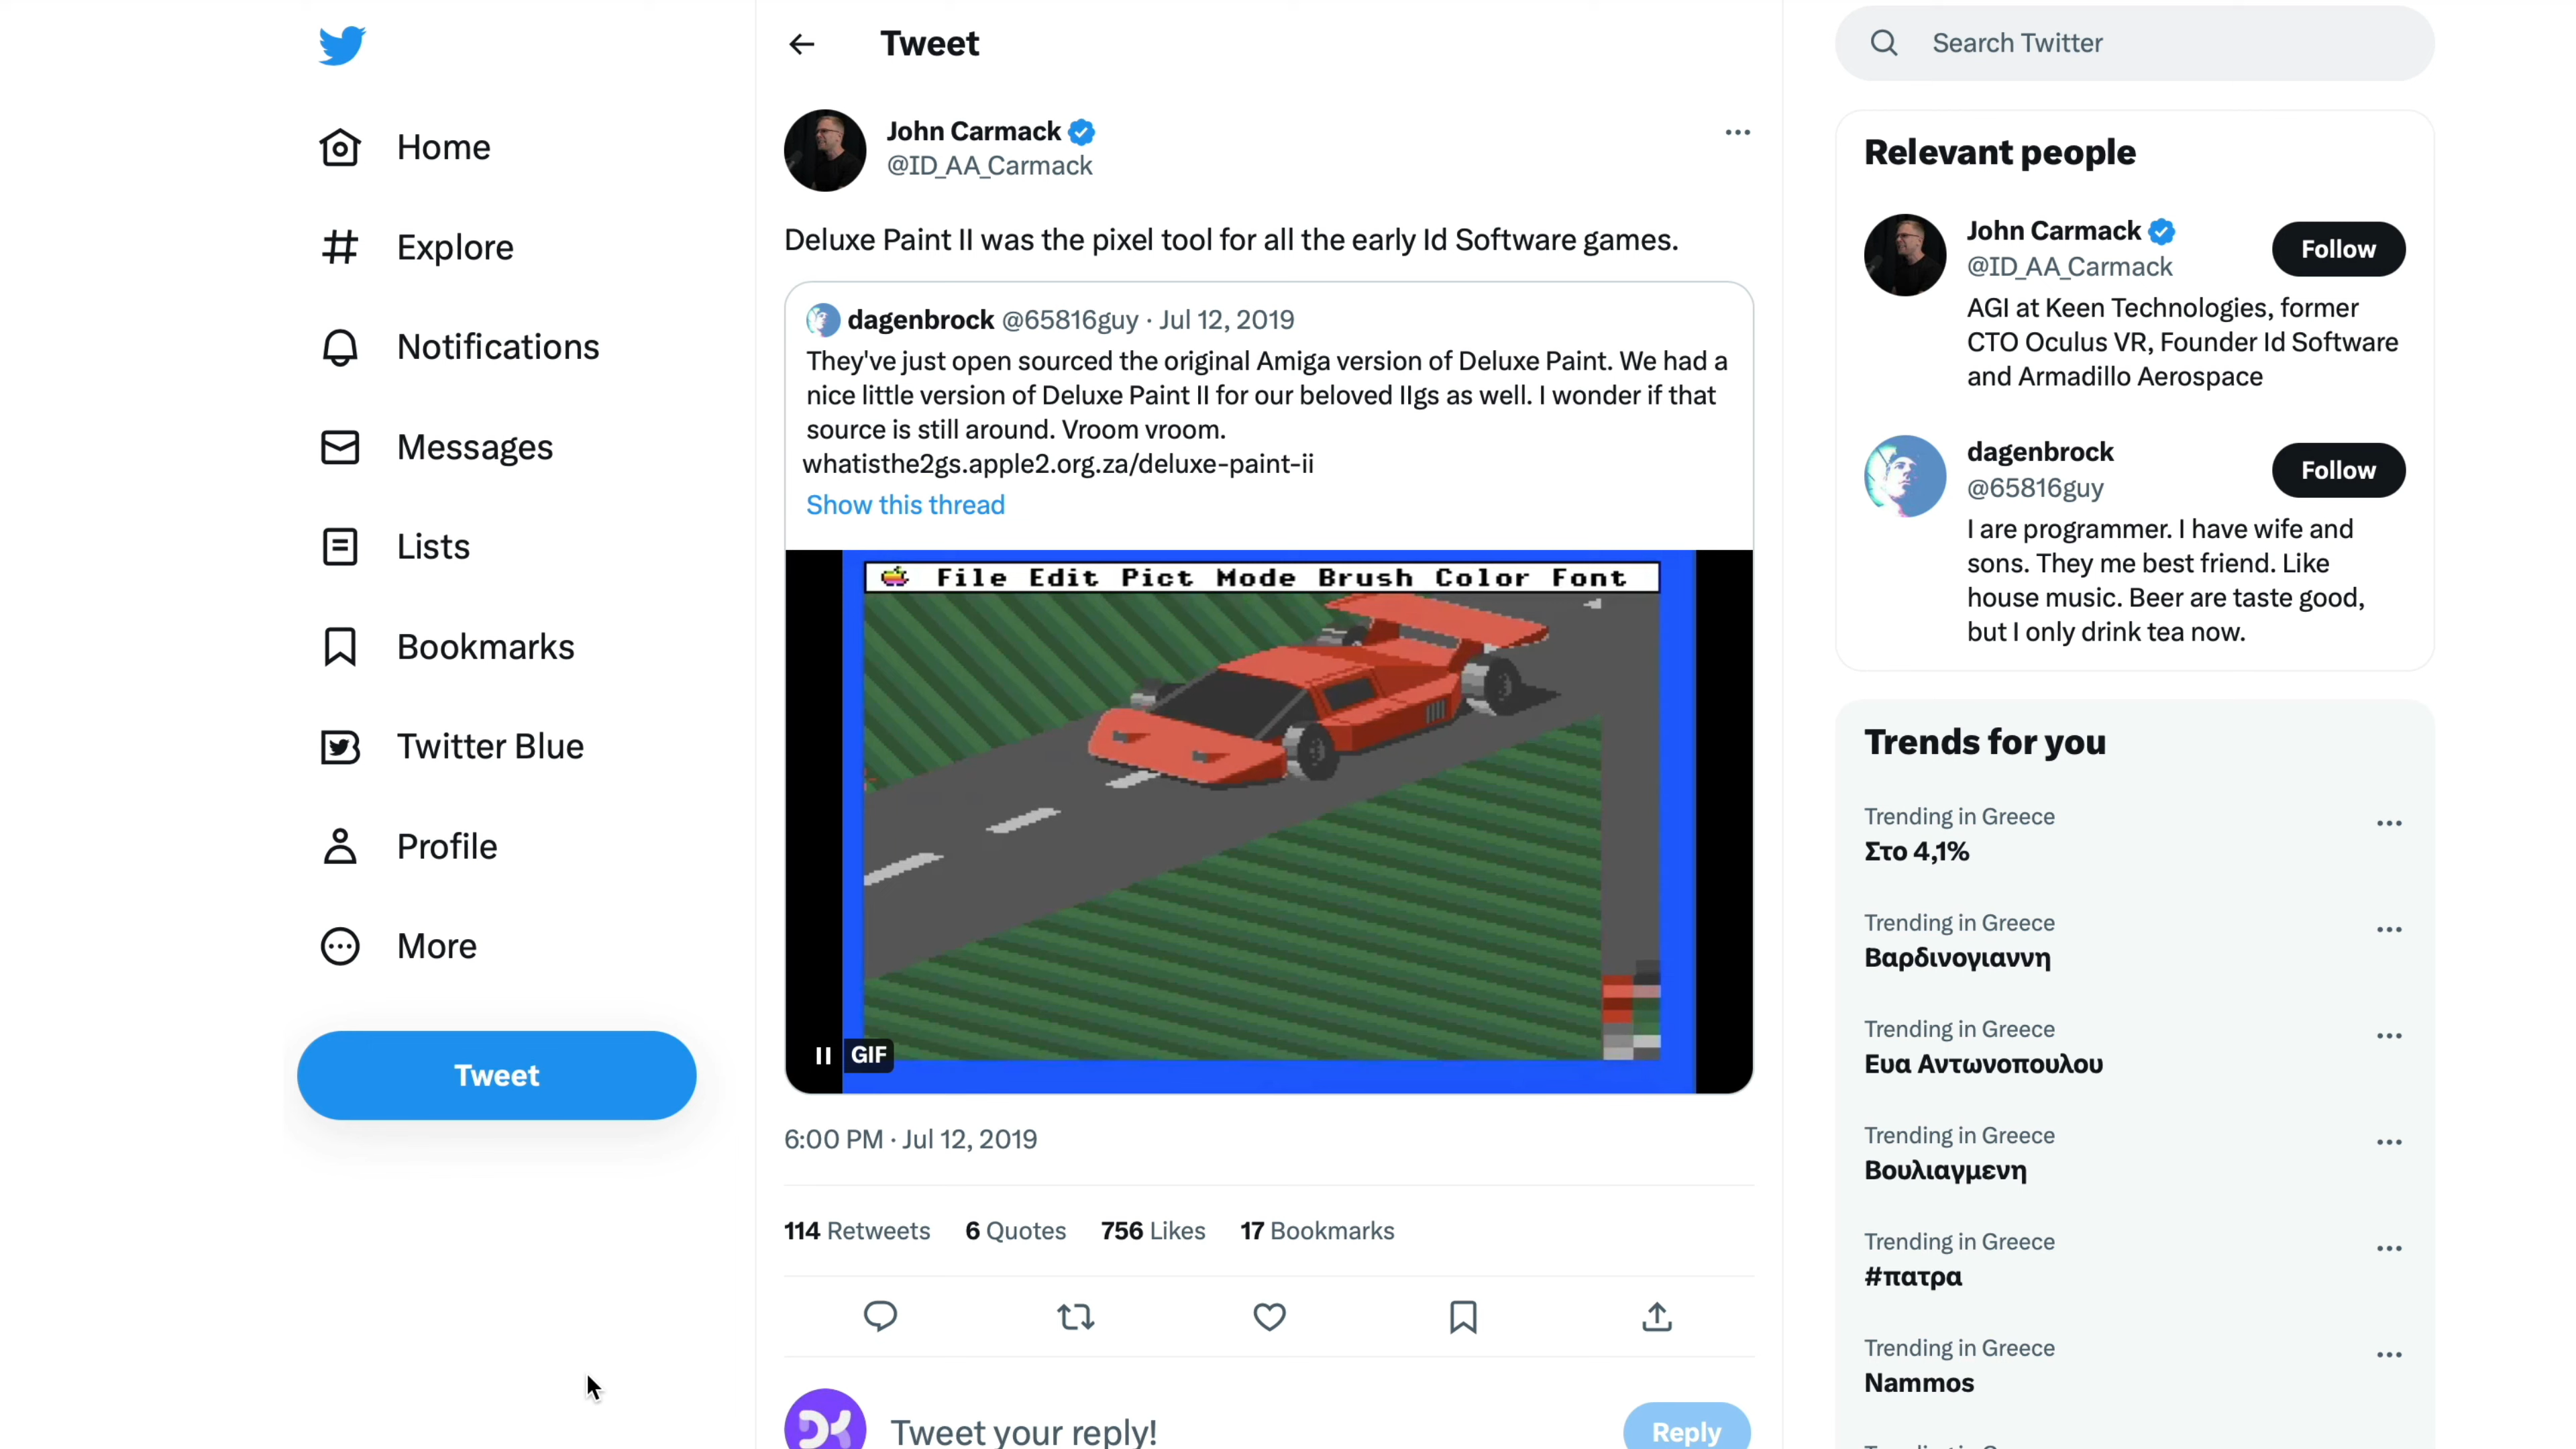 Home
Explore
Notifications
Messages
Lists
Bookmarks
Twitter Blue
Profile
More
Tweet
Tweet
John Carmack
@ID_AA_Carmack
Deluxe Paint II was the pixel tool for all the early Id Software games.
dagenbrock @65816guy · Jul 12, 2019
They've just open sourced the original Amiga version of Deluxe Paint. We had a
nice little version of Deluxe Paint II for our beloved IIgs as well. I wonder if that
source is still around. Vroom vroom.
whatisthe2gs.apple2.org.za/deluxe-paint-ii
Show this thread
File Edit Pict Mode Brush Color Font
GIF
6:00 PM · Jul 12, 2019
114 Retweets 6 Quotes 756 Likes 17 Bookmarks
Tweet your reply!
Reply
Search Twitter
Relevant people
John Carmack
@ID_AA_Carmack
Follow
AGI at Keen Technologies, former
CTO Oculus VR, Founder Id Software
and Armadillo Aerospace
dagenbrock
@65816guy
Follow
I are programmer. I have wife and
sons. They me best friend. Like
house music. Beer are taste good,
but I only drink tea now.
Trends for you
Trending in Greece
Στο 4,1%
Trending in Greece
Βαρδινογιαννη
Trending in Greece
Ευα Αντωνοπουλου
Trending in Greece
Βουλιαγμενη
Trending in Greece
#πατρα
Trending in Greece
Nammos